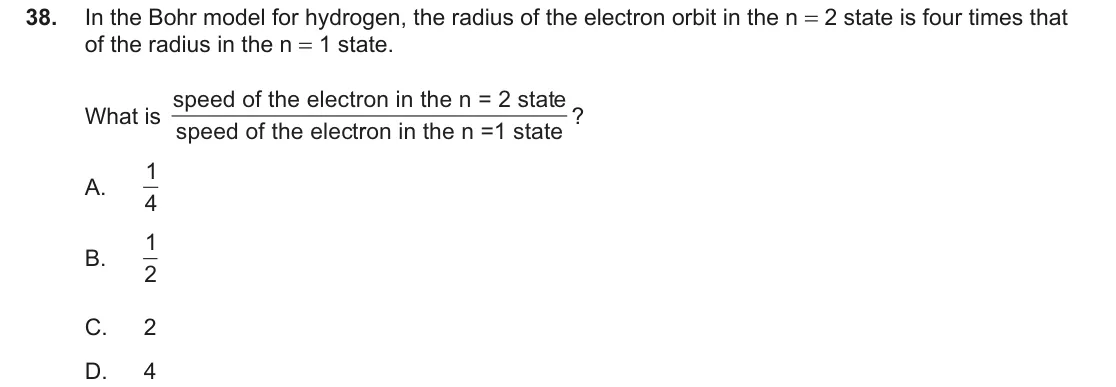 38. In the Bohr model for hydrogen, the radius of the electron orbit in the n = 2 state is four times that
of the radius in the n = 1 state.
What is speed of the electron in the n = 2 state / speed of the electron in the n =1 state ?
A. 1/4
B. 1/2
C. 2
D. 4